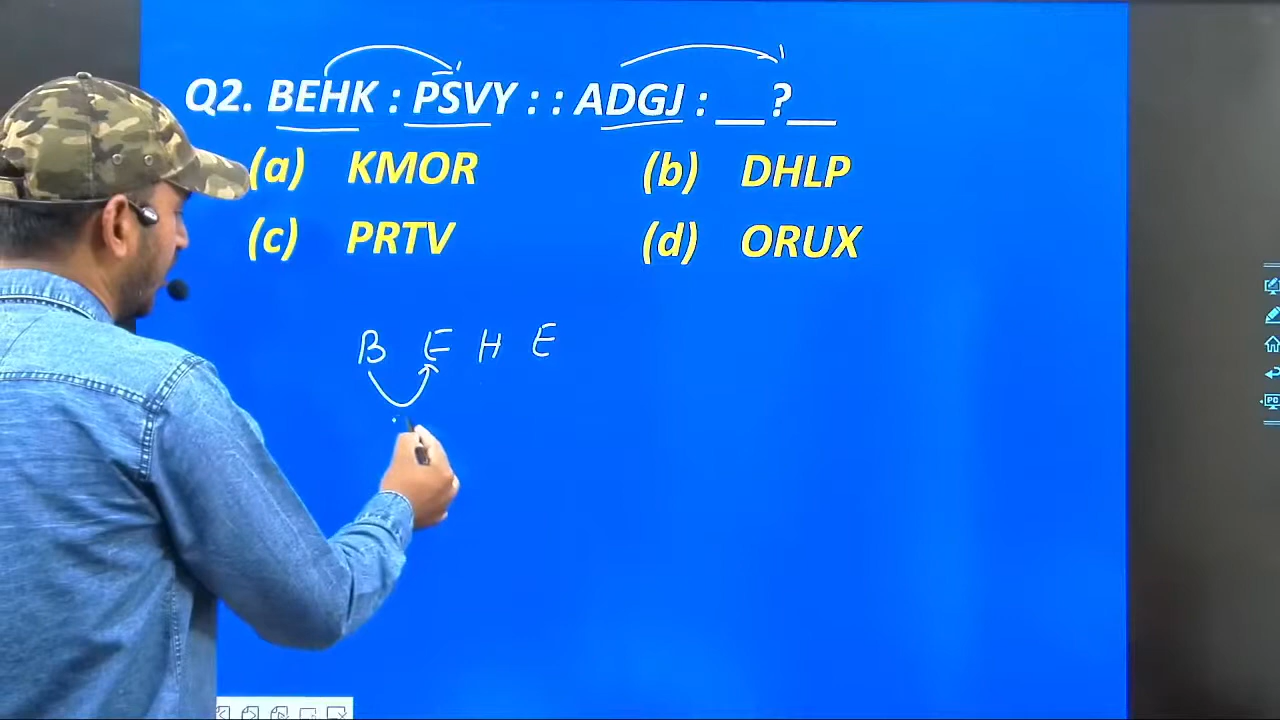 Q2. BEHK : PSVY : : ADGJ : __?__
(a) KMOR (b) DHLP
(c) PRTV (d) ORUX
B E H E